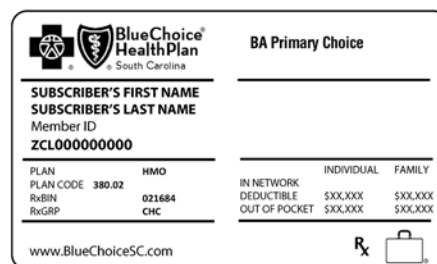 BlueChoice®
HealthPlan
South Carolina
BA Primary Choice
SUBSCRIBER'S FIRST NAME
SUBSCRIBER'S LAST NAME
Member ID
ZCL000000000
PLAN HMO
PLAN CODE 380.02
RxBIN 021684
RxGRP CHC
INDIVIDUAL FAMILY
IN NETWORK
DEDUCTIBLE $XX,XXX $XX,XXX
OUT OF POCKET $XX,XXX $XX,XXX
www.BlueChoiceSC.com
Rx